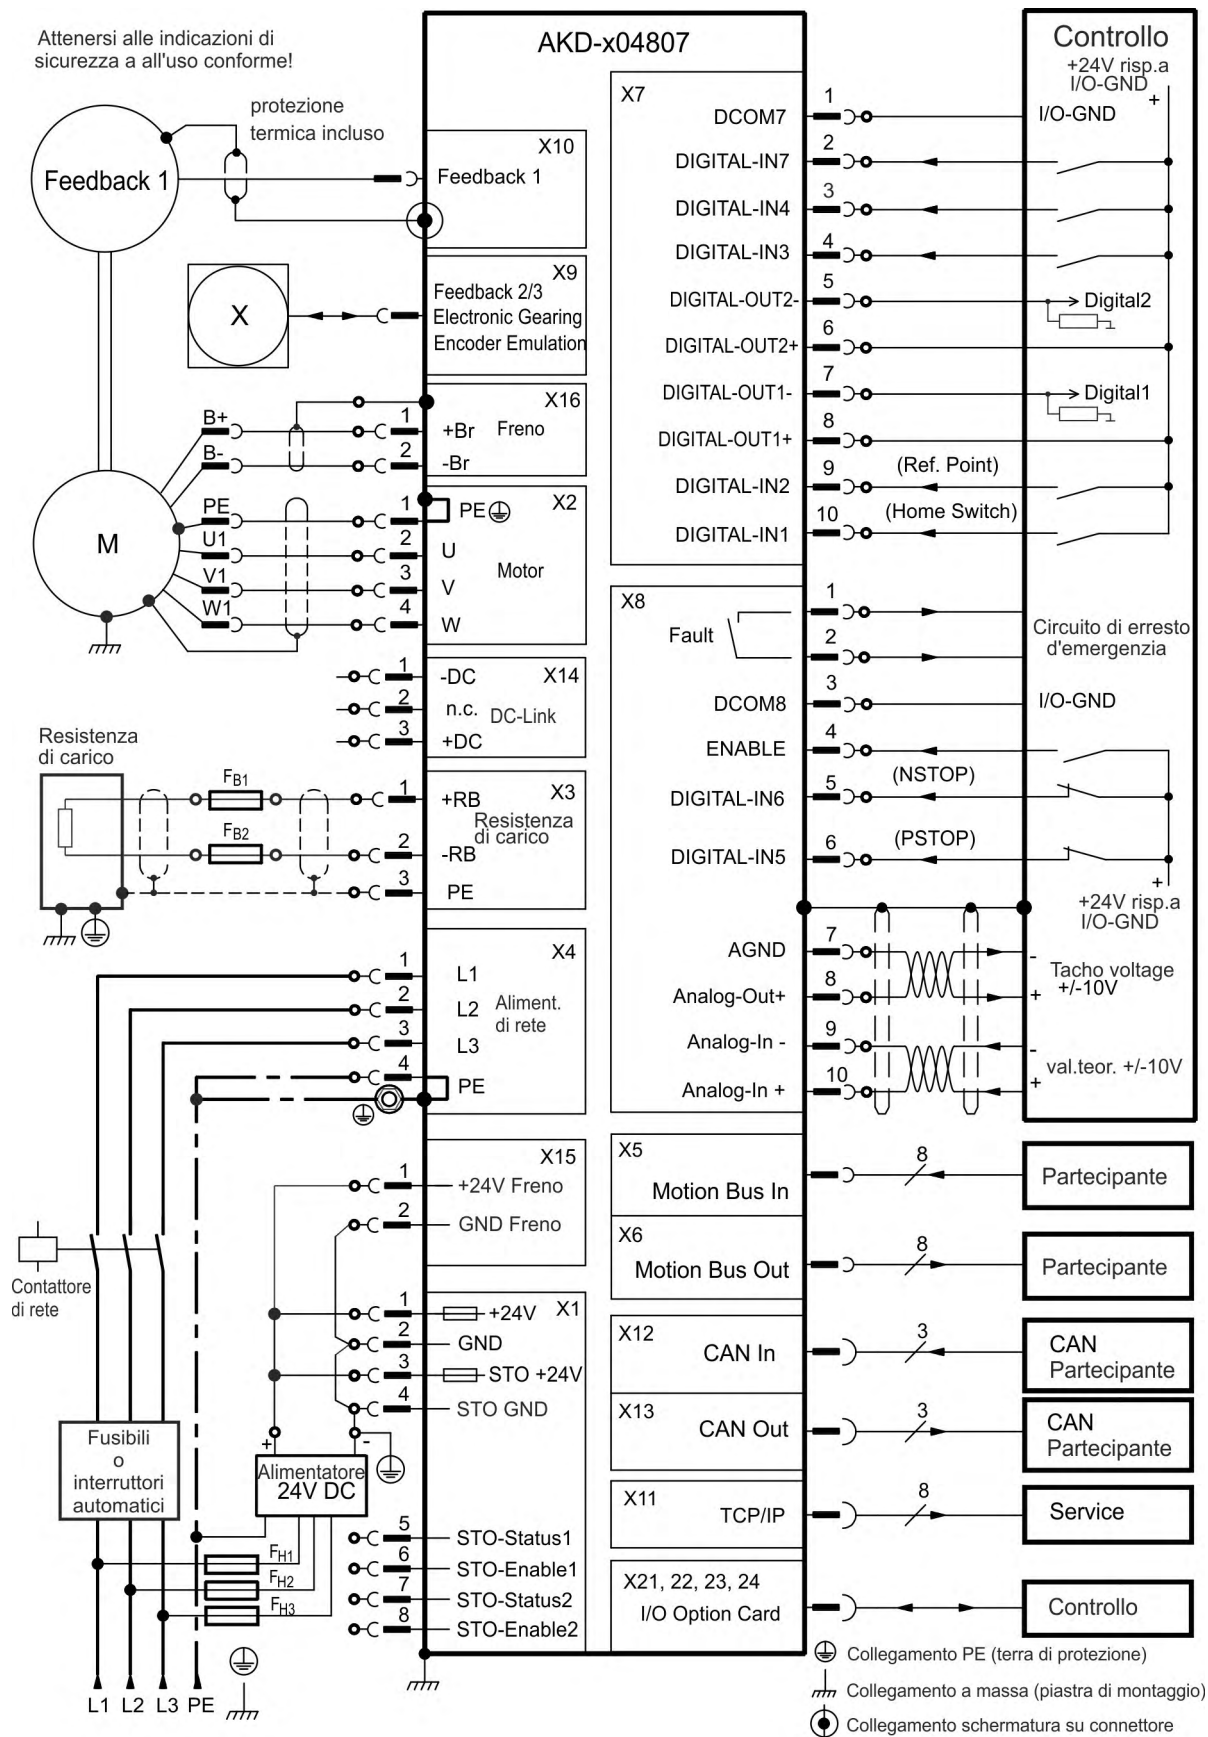 Attenersi alle indicazioni di
sicurezza a all'uso conforme!
AKD-x04807
Controllo
+24V risp.a
I/O-GND
+
protezione
termica incluso
Feedback 1
X10
Feedback 1
X
X9
Feedback 2/3
Electronic Gearing
Encoder Emulation
B+
B-
1
2
X16
+Br Freno
-Br
M
PE
U1
V1
W1
1
2
3
4
X2
PE
U
V
W
Motor
1
2
3
-DC
n.c.
+DC
X14
DC-Link
Resistenza
di carico
FB1
FB2
1
2
3
+RB
-RB
PE
X3
Resistenza
di carico
1
2
3
4
L1
L2
L3
PE
X4
Aliment.
di rete
1
2
X15
+24V Freno
GND Freno
Contattore
di rete
1
2
3
4
X1
+24V
GND
STO +24V
STO GND
Fusibili
o
interruttori
automatici
+
-
Alimentatore
24V DC
5
6
7
8
STO-Status1
STO-Enable1
STO-Status2
STO-Enable2
FH1
FH2
FH3
L1 L2 L3 PE
X7
DCOM7
DIGITAL-IN7
DIGITAL-IN4
DIGITAL-IN3
DIGITAL-OUT2-
DIGITAL-OUT2+
DIGITAL-OUT1-
DIGITAL-OUT1+
DIGITAL-IN2
DIGITAL-IN1
1
2
3
4
5
6
7
8
9
10
(Ref. Point)
(Home Switch)
I/O-GND
Digital2
Digital1
X8
Fault
DCOM8
ENABLE
DIGITAL-IN6
DIGITAL-IN5
AGND
Analog-Out+
Analog-In -
Analog-In +
1
2
3
4
5
6
7
8
9
10
(NSTOP)
(PSTOP)
Circuito di erresto
d'emergenzia
I/O-GND
+
+24V risp.a
I/O-GND
-
Tacho voltage
+/-10V
+
-
val.teor. +/-10V
+
X5
Motion Bus In
8
Partecipante
X6
Motion Bus Out
8
Partecipante
X12
CAN In
3
CAN
Partecipante
X13
CAN Out
3
CAN
Partecipante
X11
TCP/IP
8
Service
X21, 22, 23, 24
I/O Option Card
Controllo
Collegamento PE (terra di protezione)
Collegamento a massa (piastra di montaggio)
Collegamento schermatura su connettore